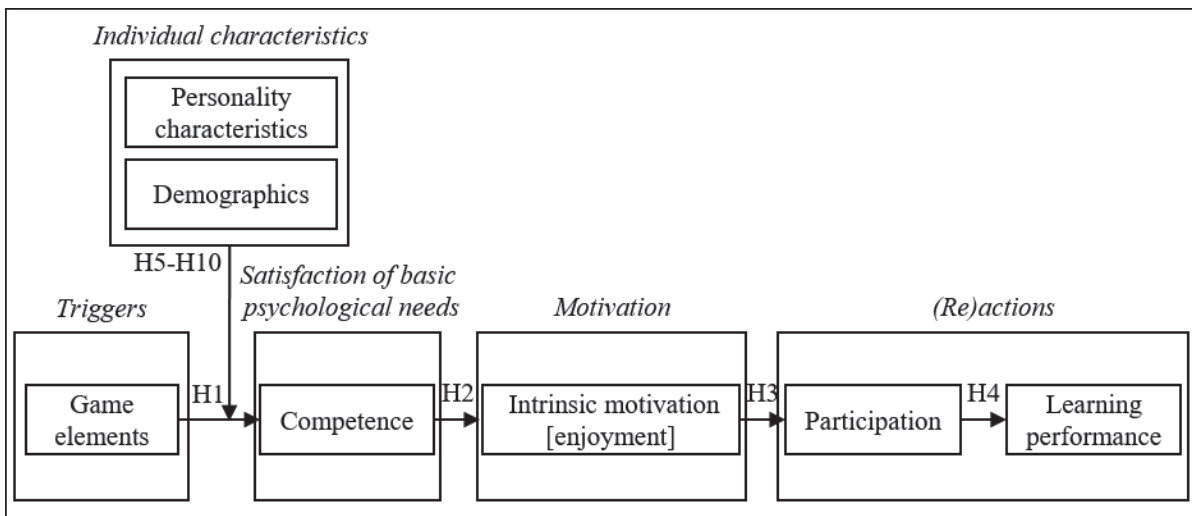 Individual characteristics
Personality
characteristics
Demographics
H5-H10
Satisfaction of basic
psychological needs
Triggers
Motivation
(Re)actions
Game
elements
H1
Competence
H2
Intrinsic motivation
[enjoyment]
H3
Participation
H4
Learning
performance